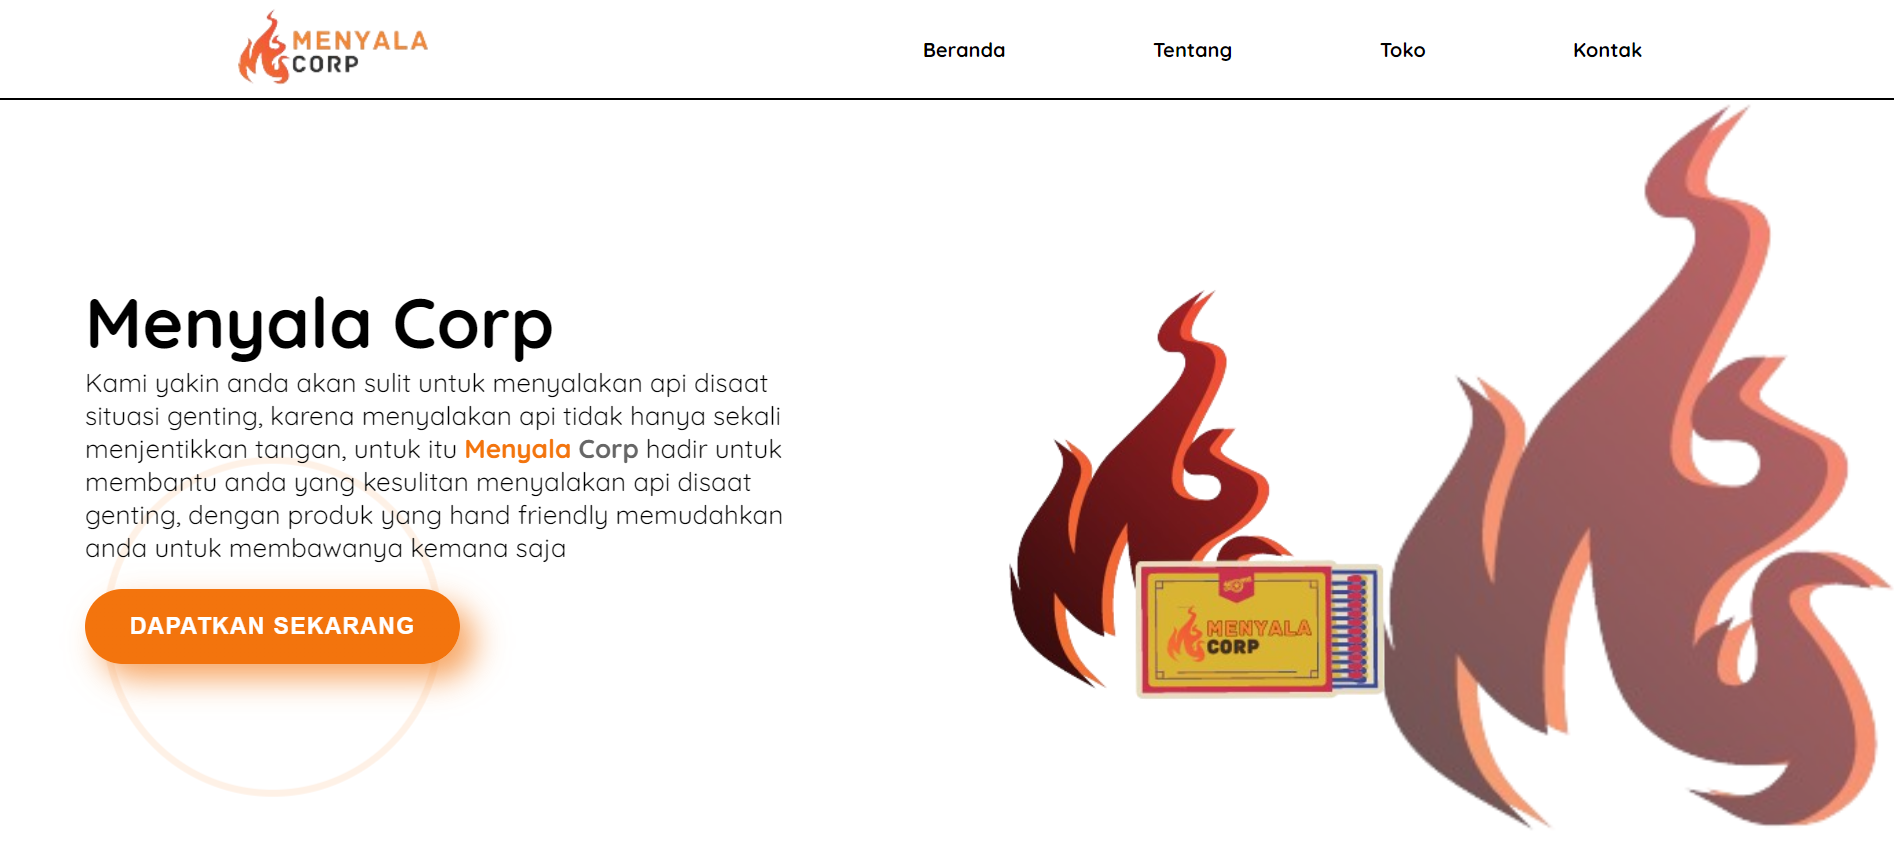 MENYALA
CORP
Beranda
Tentang
Toko
Kontak
Menyala Corp
Kami yakin anda akan sulit untuk menyalakan api disaat
situasi genting, karena menyalakan api tidak hanya sekali
menjentikkan tangan, untuk itu Menyala Corp hadir untuk
membantu anda yang kesulitan menyalakan api disaat
genting, dengan produk yang hand friendly memudahkan
anda untuk membawanya kemana saja
DAPATKAN SEKARANG
MENYALA
CORP